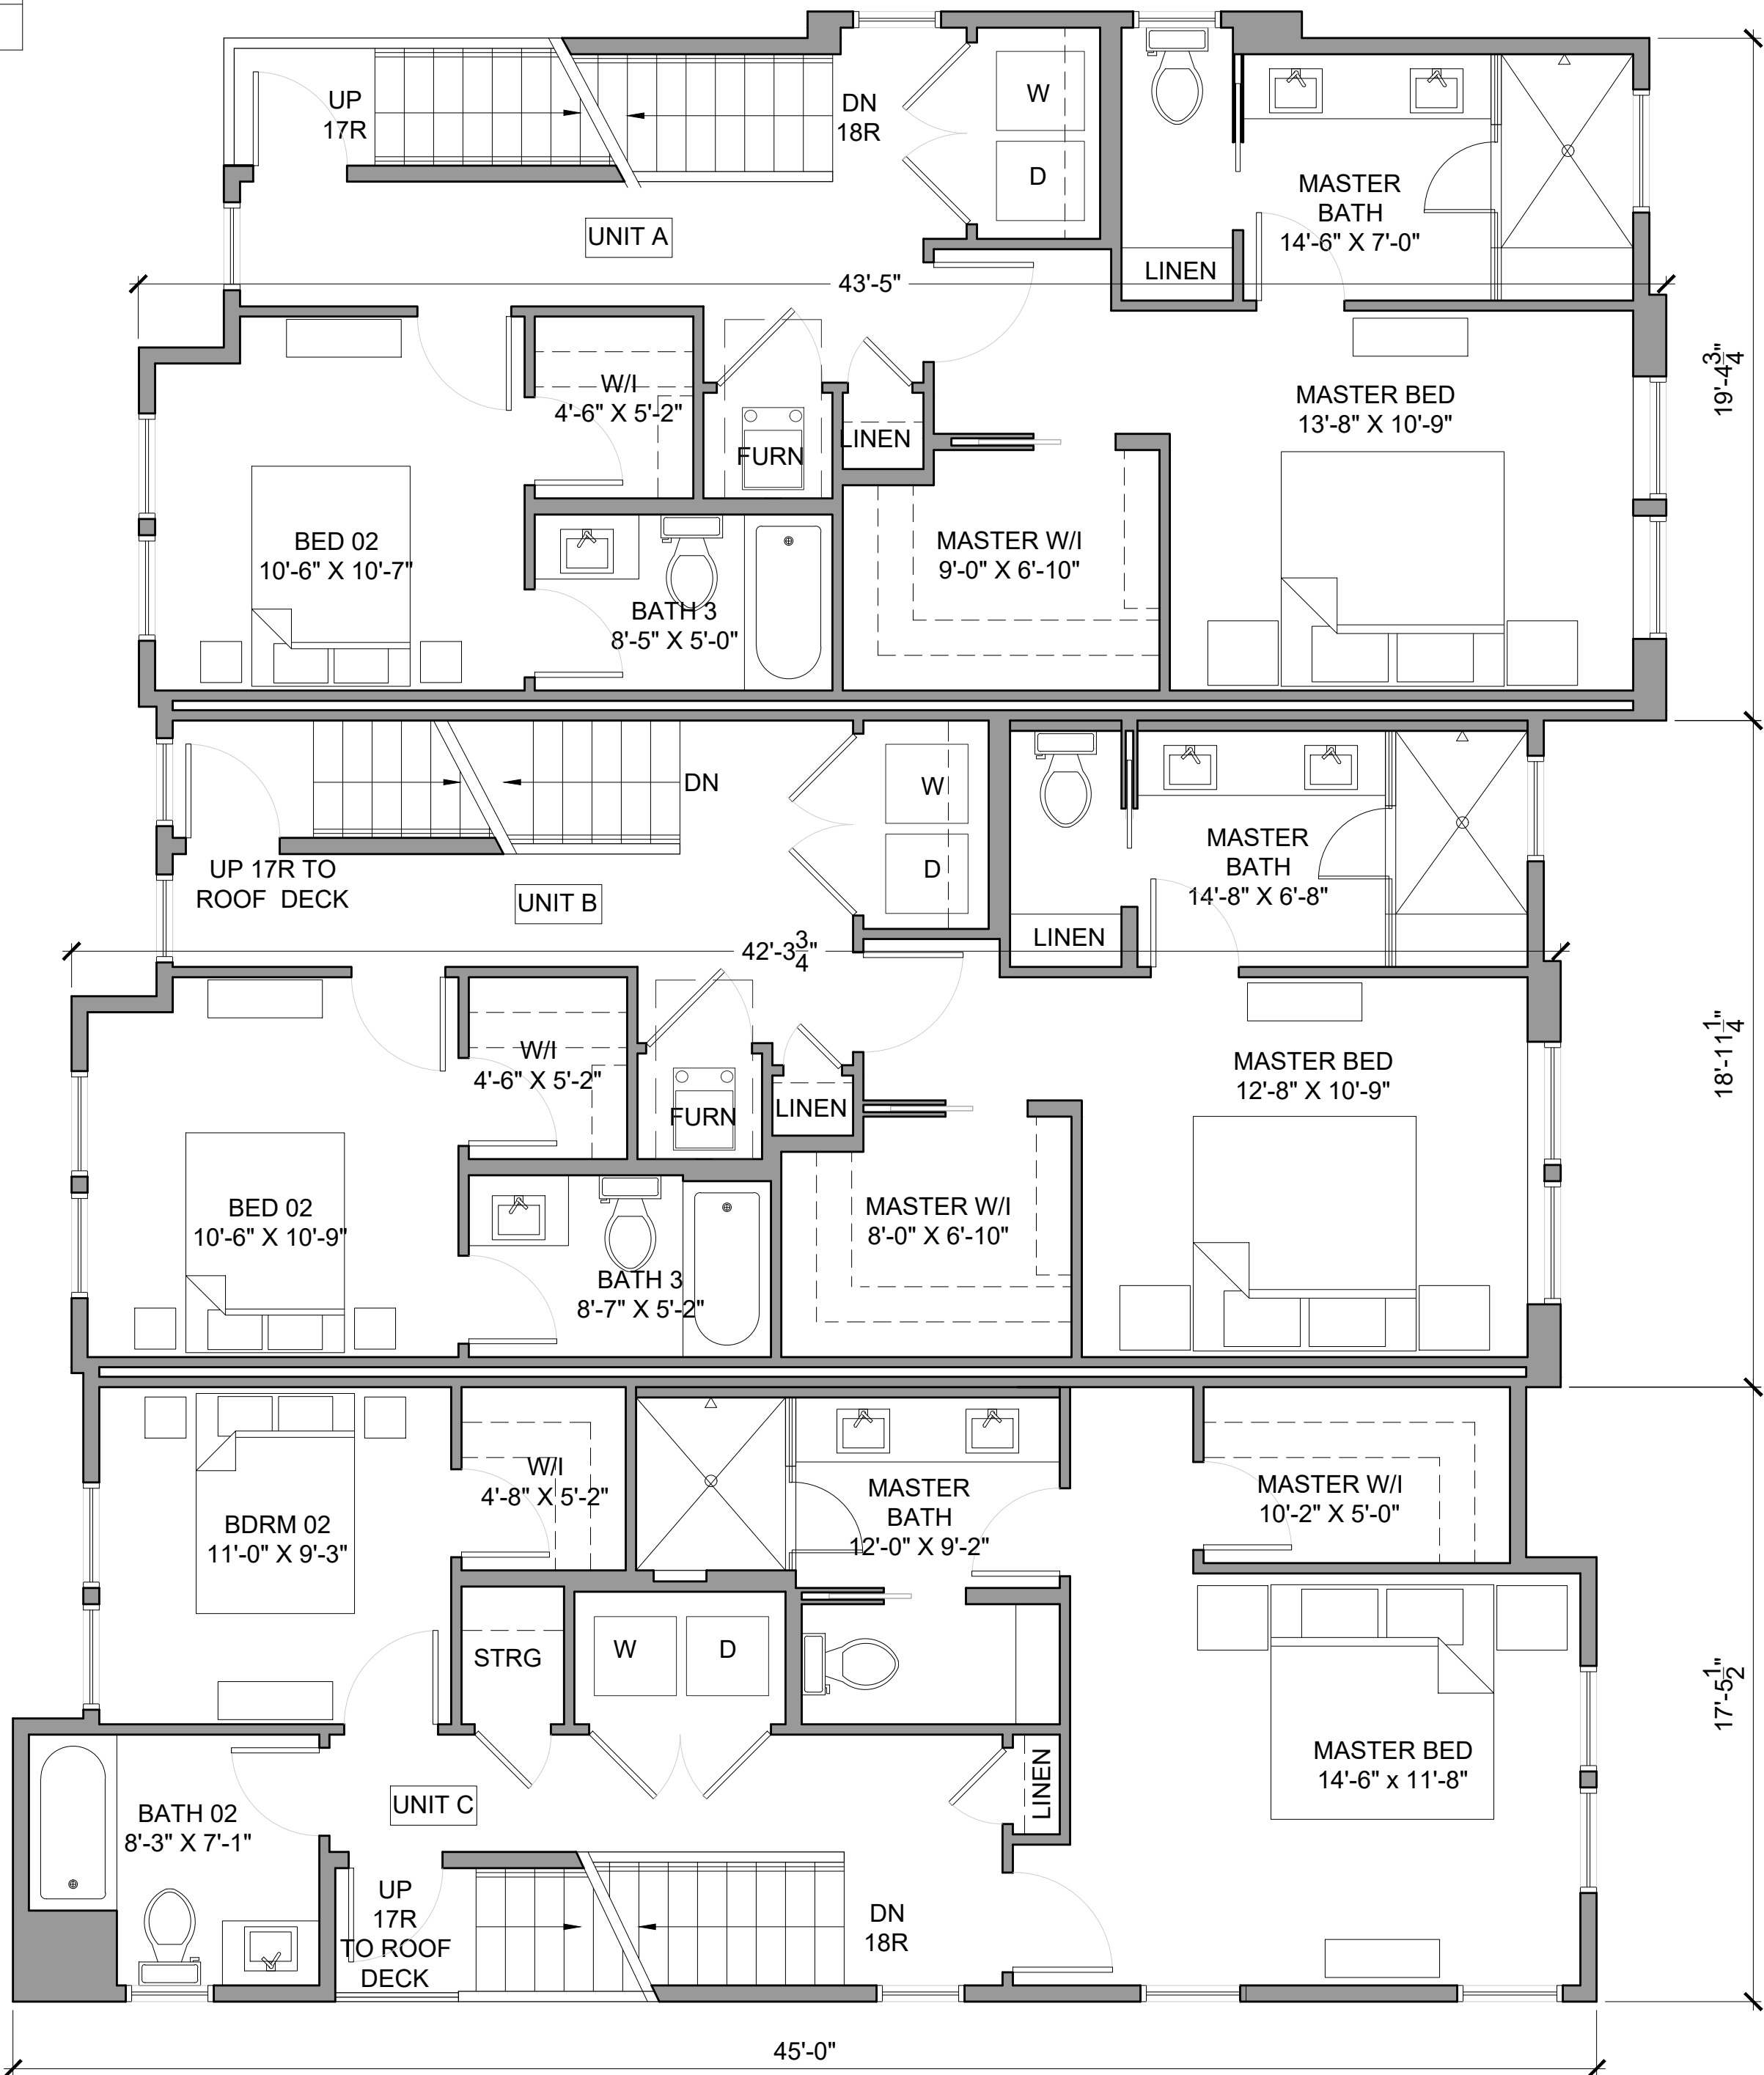 UP
17R
DN
18R
W
D
UNIT A
MASTER
BATH
14'-6" X 7'-0"
LINEN
43'-5"
19'-4 3/4"
W/I
4'-6" X 5'-2"
FURN
LINEN
MASTER BED
13'-8" X 10'-9"
BED 02
10'-6" X 10'-7"
BATH 3
8'-5" X 5'-0"
MASTER W/I
9'-0" X 6'-10"
DN
W
D
UP 17R TO
ROOF DECK
UNIT B
MASTER
BATH
14'-8" X 6'-8"
LINEN
42'-3 3/4"
18'-11 1/4"
W/I
4'-6" X 5'-2"
FURN
LINEN
MASTER BED
12'-8" X 10'-9"
BED 02
10'-6" X 10'-9"
BATH 3
8'-7" X 5'-2"
MASTER W/I
8'-0" X 6'-10"
W/I
4'-8" X 5'-2"
BDRM 02
11'-0" X 9'-3"
MASTER
BATH
12'-0" X 9'-2"
MASTER W/I
10'-2" X 5'-0"
STRG
W
D
17'-5 1/2"
LINEN
MASTER BED
14'-6" x 11'-8"
UNIT C
BATH 02
8'-3" X 7'-1"
UP
17R
TO ROOF
DECK
DN
18R
45'-0"